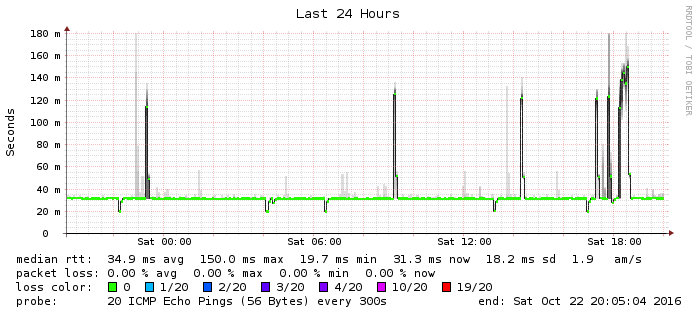 Last 24 Hours
RRDTOOL / TOBI OETIKER
Seconds
180 m
160 m
140 m
120 m
100 m
80 m
60 m
40 m
20 m
0
Sat 00:00 Sat 06:00 Sat 12:00 Sat 18:00
median rtt: 34.9 ms avg 150.0 ms max 19.7 ms min 31.3 ms now 18.2 ms sd 1.9 am/s
packet loss: 0.00 % avg 0.00 % max 0.00 % min 0.00 % now
loss color: 0 1/20 2/20 3/20 4/20 10/20 19/20
probe: 20 ICMP Echo Pings (56 Bytes) every 300s end: Sat Oct 22 20:05:04 2016